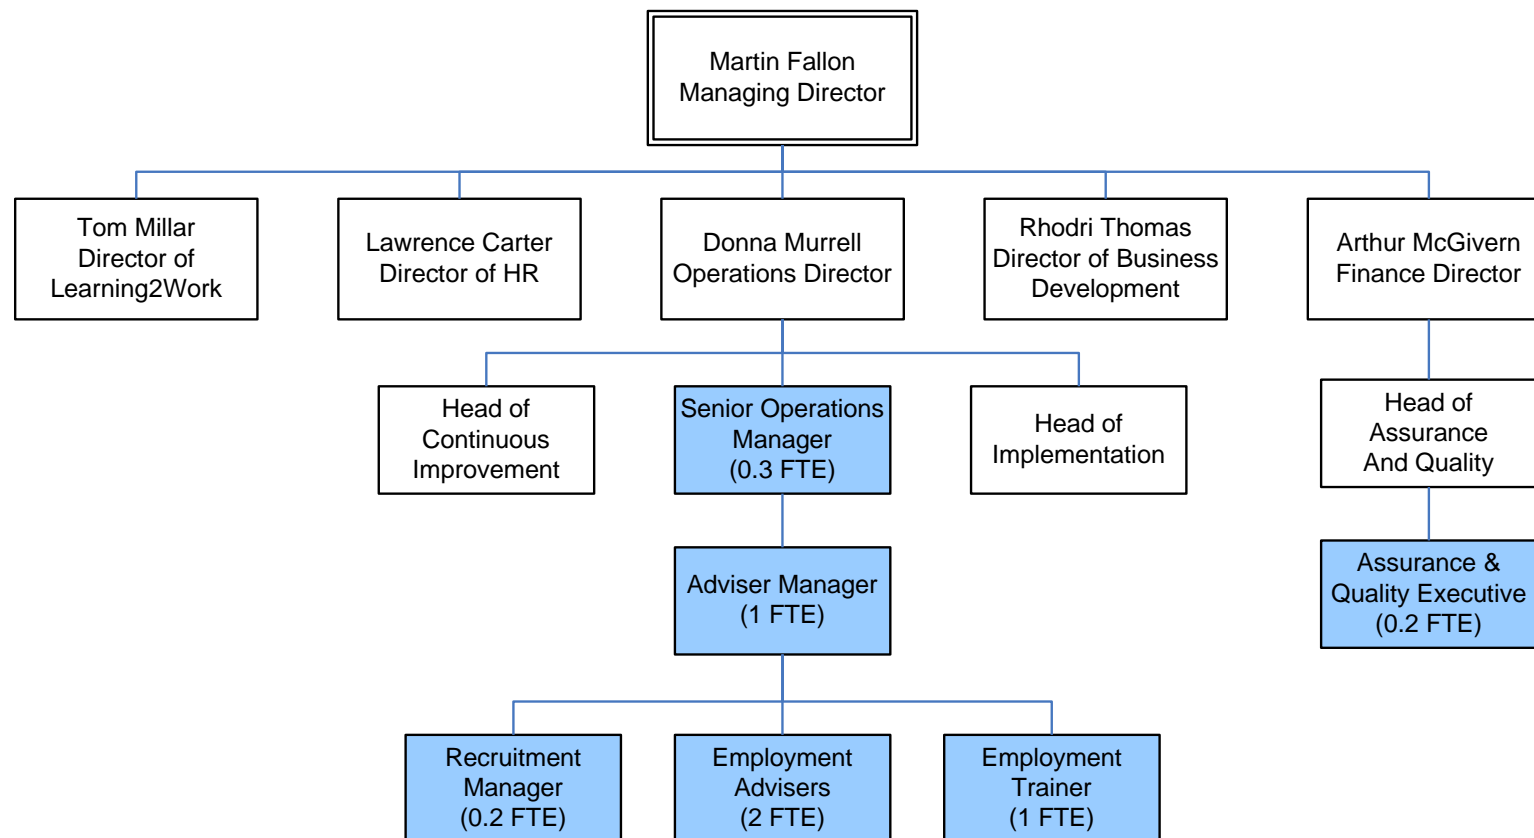 Martin Fallon
Managing Director
Tom Millar
Director of
Learning2Work
Lawrence Carter
Director of HR
Donna Murrell
Operations Director
Rhodri Thomas
Director of Business
Development
Arthur McGivern
Finance Director
Head of
Continuous
Improvement
Senior Operations
Manager
(0.3 FTE)
Head of
Implementation
Head of
Assurance
And Quality
Adviser Manager
(1 FTE)
Assurance &
Quality Executive
(0.2 FTE)
Recruitment
Manager
(0.2 FTE)
Employment
Advisers
(2 FTE)
Employment
Trainer
(1 FTE)